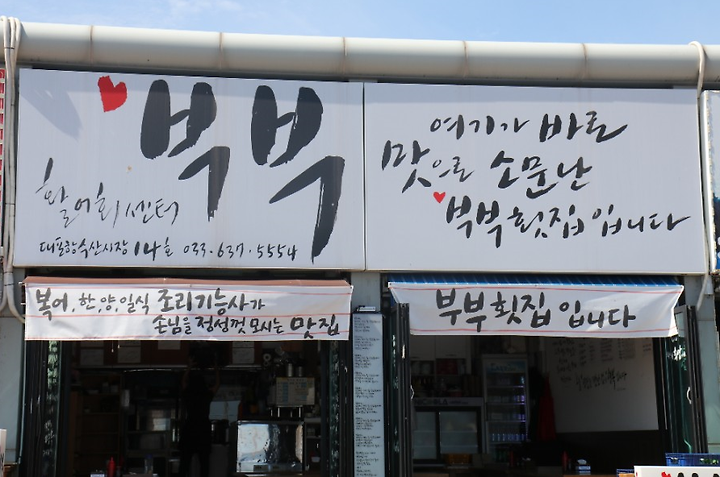 부부
활어회센터
대포항수산시장 14호 033·637·5554
여기가 바로
맛으로 소문난
부부횟집입니다
복어.한.양.일식 조리기능사가
손님을 정성껏 모시는 맛집
부부횟집입니다